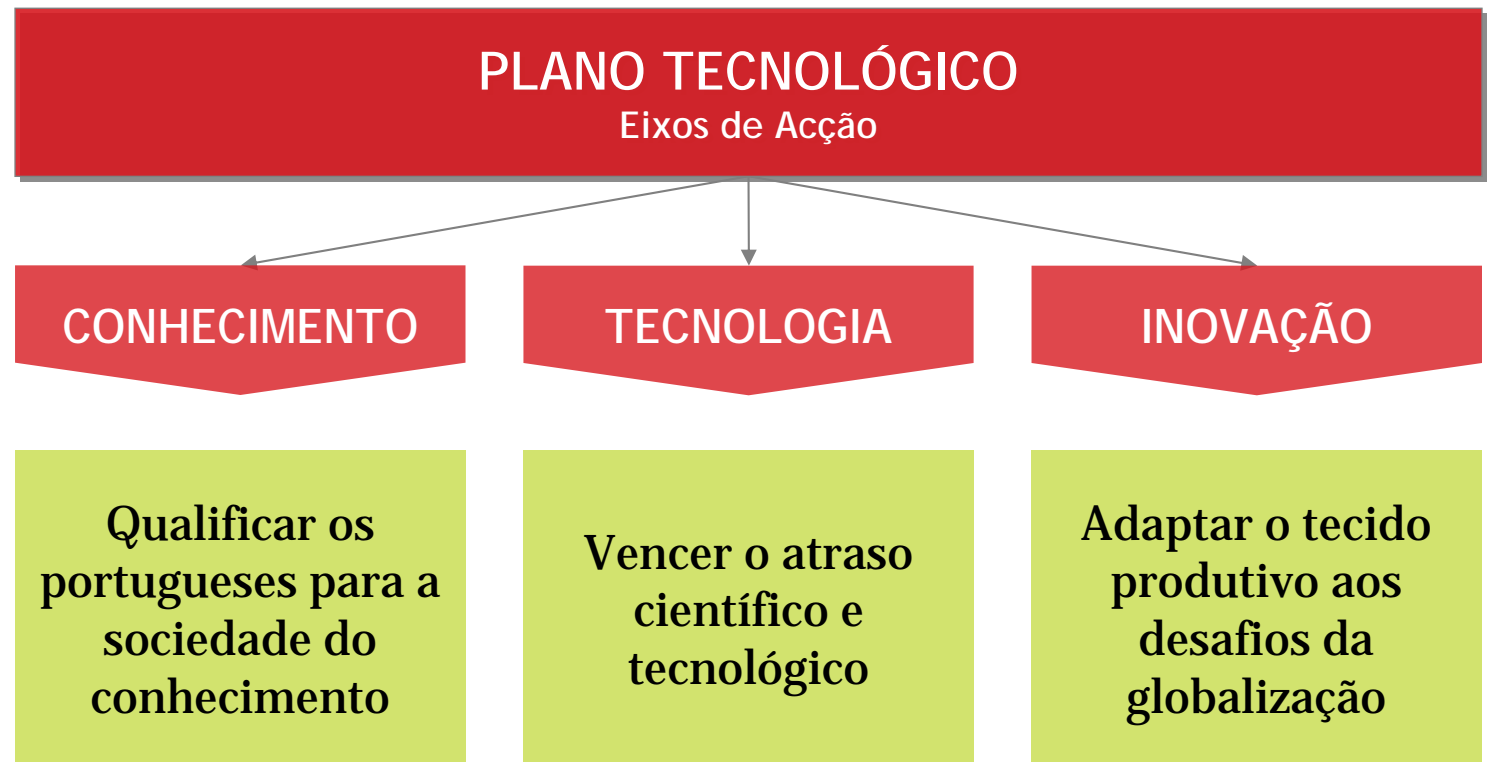 PLANO TECNOLÓGICO
Eixos de Acção
CONHECIMENTO
TECNOLOGIA
INOVAÇÃO
Qualificar os
portugueses para a
sociedade do
conhecimento
Vencer o atraso
científico e
tecnológico
Adaptar o tecido
produtivo aos
desafios da
globalização